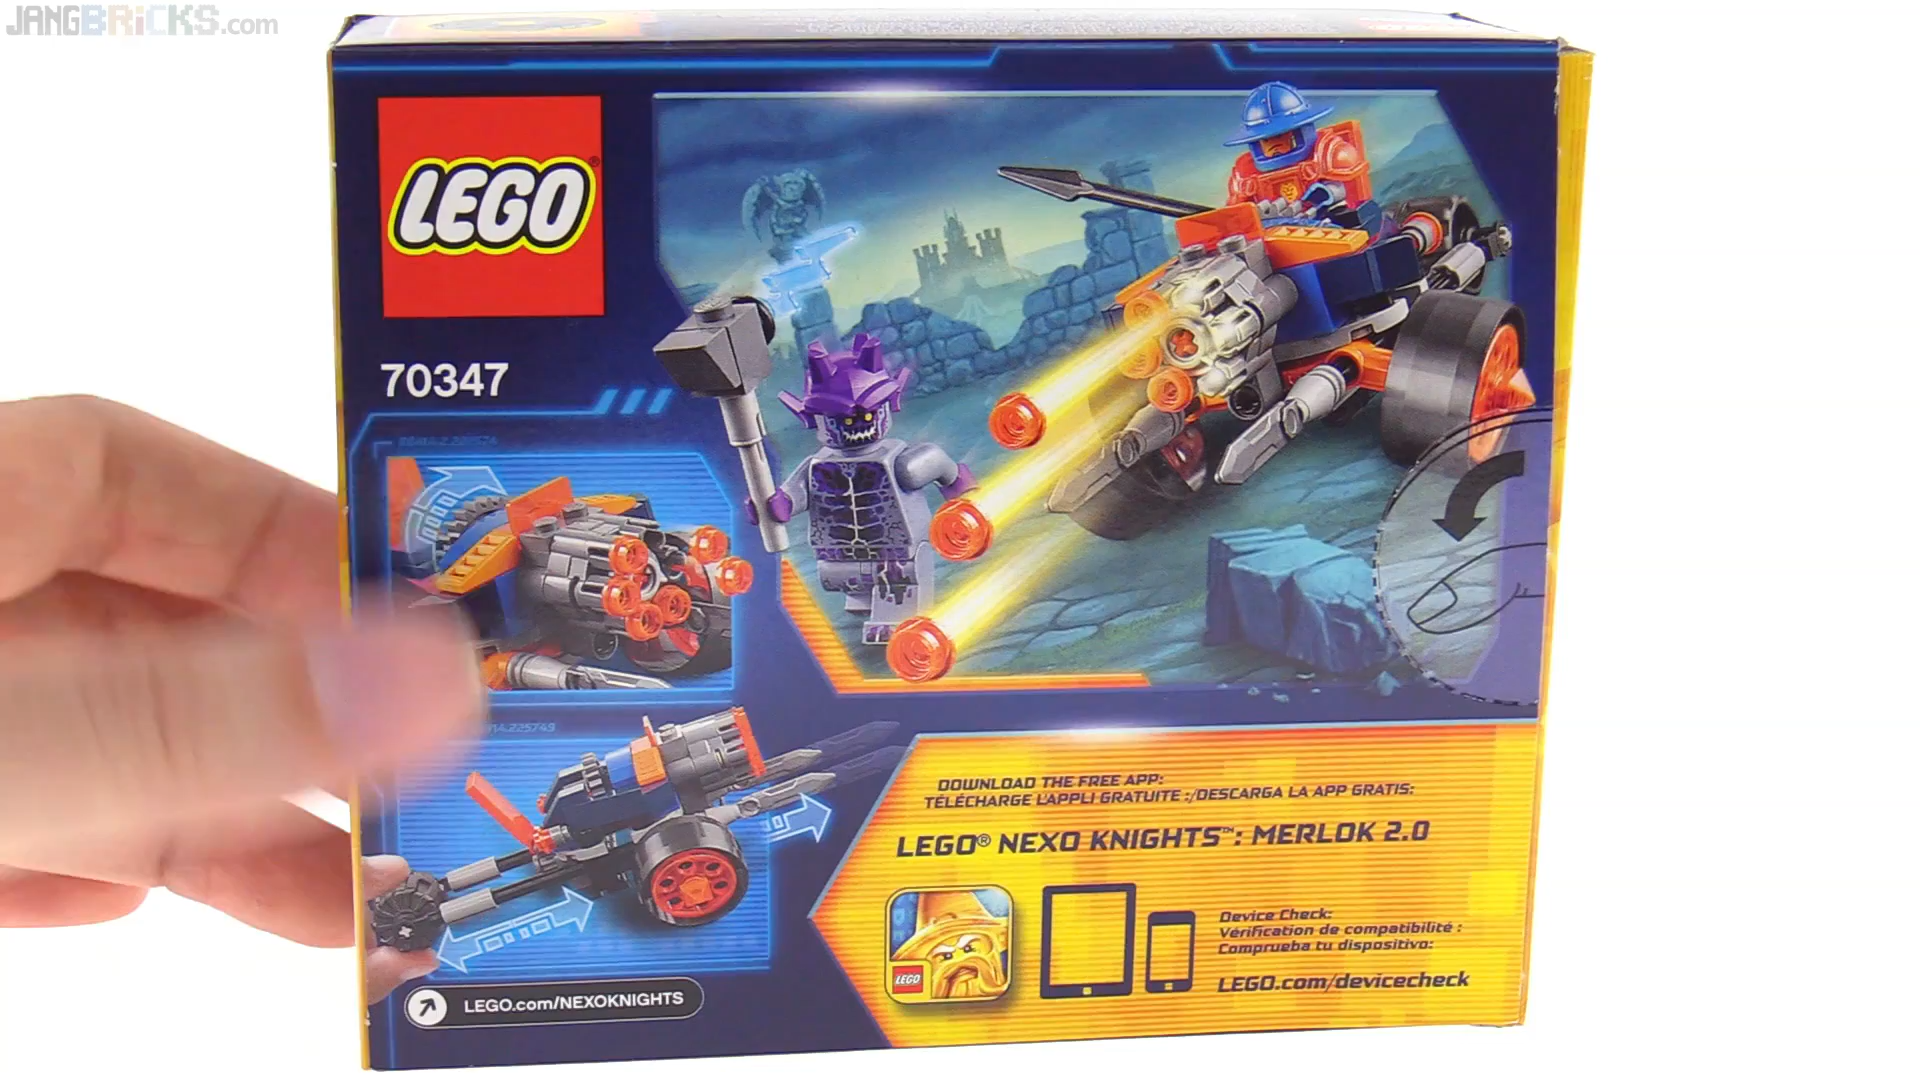 JANGBRiCKS.com
LEGO®
70347
DOWNLOAD THE FREE APP:
TÉLÉCHARGE L'APPLI GRATUITE :/DESCARGA LA APP GRATIS:
LEGO® NEXO KNIGHTS™: MERLOK 2.0
LEGO
Device Check:
Vérification de compatibilité :
Comprueba tu dispositivo:
LEGO.com/devicecheck
LEGO.com/NEXOKNIGHTS